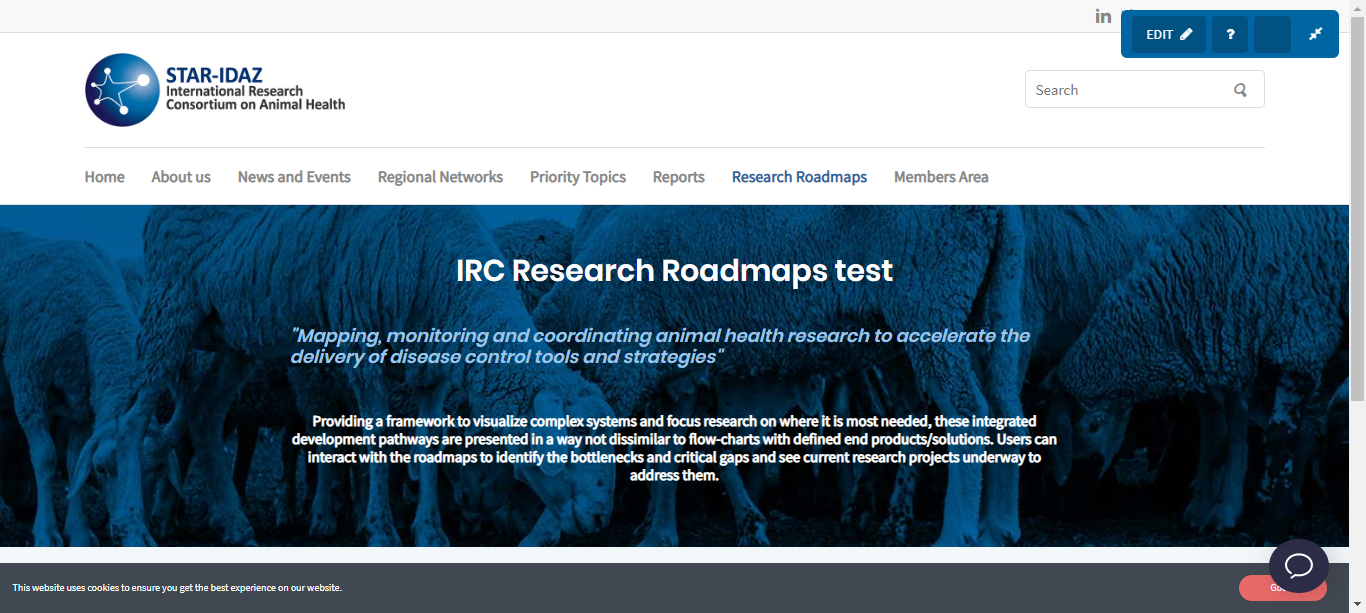 in
EDIT
?
STAR-IDAZ
International Research
Consortium on Animal Health
Search
Home About us News and Events Regional Networks Priority Topics Reports Research Roadmaps Members Area
IRC Research Roadmaps test
"Mapping, monitoring and coordinating animal health research to accelerate the
delivery of disease control tools and strategies"
Providing a framework to visualize complex systems and focus research on where it is most needed, these integrated
development pathways are presented in a way not dissimilar to flow-charts with defined end products/solutions. Users can
interact with the roadmaps to identify the bottlenecks and critical gaps and see current research projects underway to
address them.
This website uses cookies to ensure you get the best experience on our website.